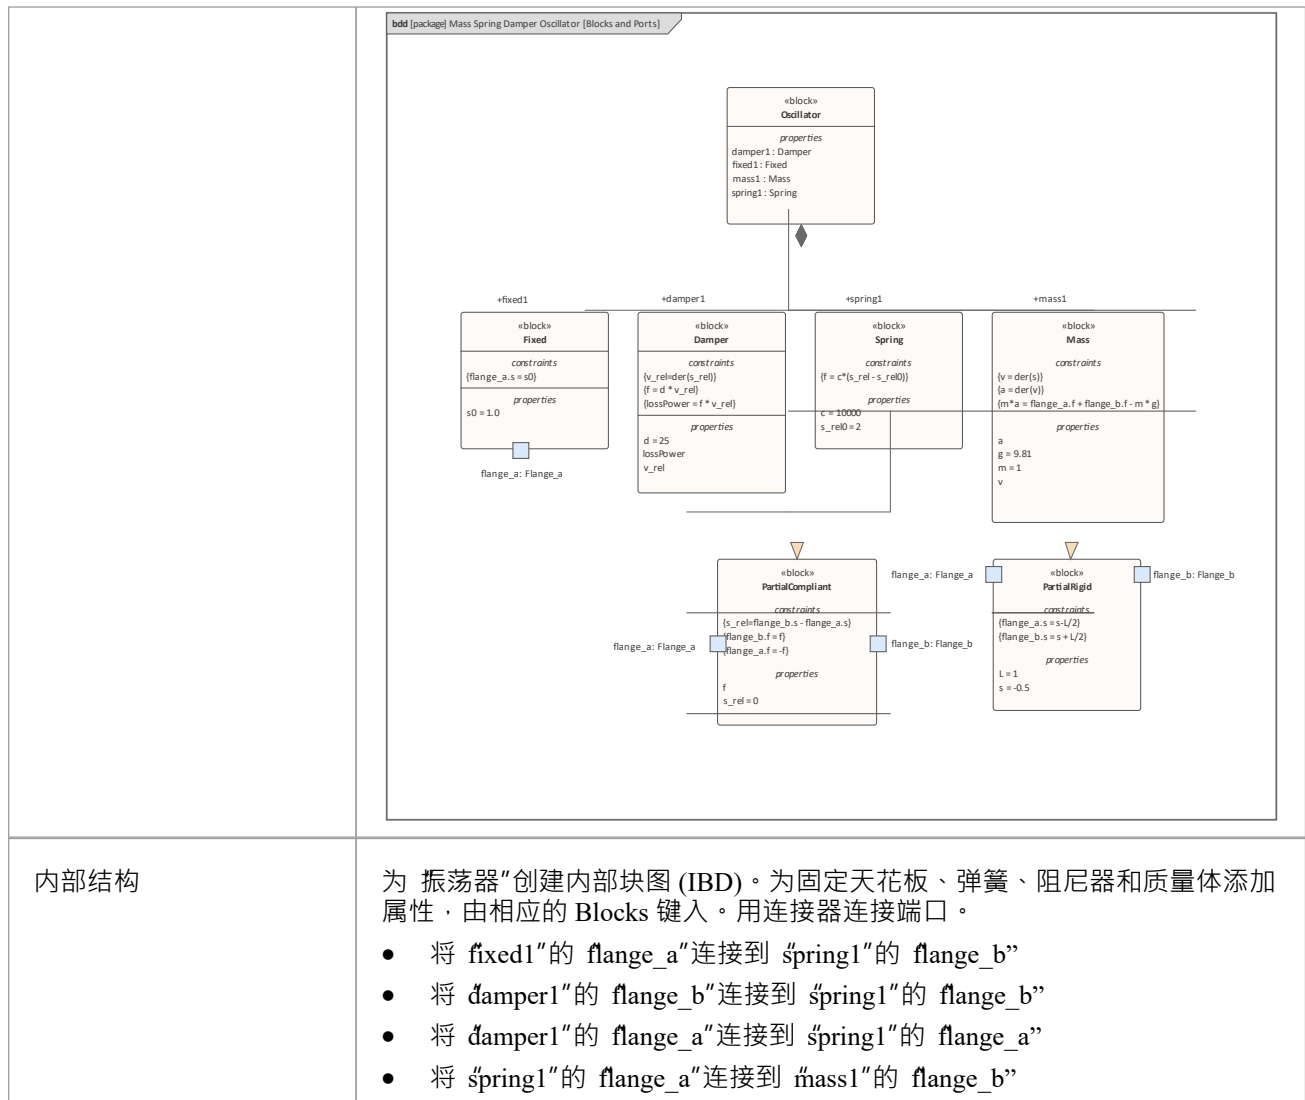 bdd [package] Mass Spring Damper Oscillator [Blocks and Ports]
«block»
Oscillator
properties
damper1 : Damper
fixed1 : Fixed
mass1 : Mass
spring1 : Spring
+fixed1
+damper1
+spring1
+mass1
«block»
Fixed
constraints
{flange_a.s = s0}
properties
s0 = 1.0
flange_a: Flange_a
«block»
Damper
constraints
{v_rel=der(s_rel)}
{f = d * v_rel}
{lossPower = f * v_rel}
properties
d = 25
lossPower
v_rel
«block»
Spring
constraints
{f = c*(s_rel - s_rel0)}
properties
c = 10000
s_rel0 = 2
«block»
Mass
constraints
{v = der(s)}
{a = der(v)}
{m*a = flange_a.f + flange_b.f - m * g}
properties
a
g = 9.81
m = 1
v
«block»
PartialCompliant
constraints
{s_rel=flange_b.s - flange_a.s}
{flange_b.f = f}
{flange_a.f = -f}
properties
f
s_rel = 0
flange_a: Flange_a
flange_b: Flange_b
«block»
PartialRigid
constraints
{flange_a.s = s-L/2}
{flange_b.s = s + L/2}
properties
L = 1
s = -0.5
flange_a: Flange_a
flange_b: Flange_b
内部结构
为 “振荡器”创建内部块图 (IBD)。为固定天花板、弹簧、阻尼器和质量体添加
属性，由相应的 Blocks 键入。用连接器连接端口。
• 将 “fixed1”的 “flange_a”连接到 “spring1”的 “flange_b”
• 将 “damper1”的 “flange_b”连接到 “spring1”的 “flange_b”
• 将 “damper1”的 “flange_a”连接到 “spring1”的 “flange_a”
• 将 “spring1”的 “flange_a”连接到 “mass1”的 “flange_b”